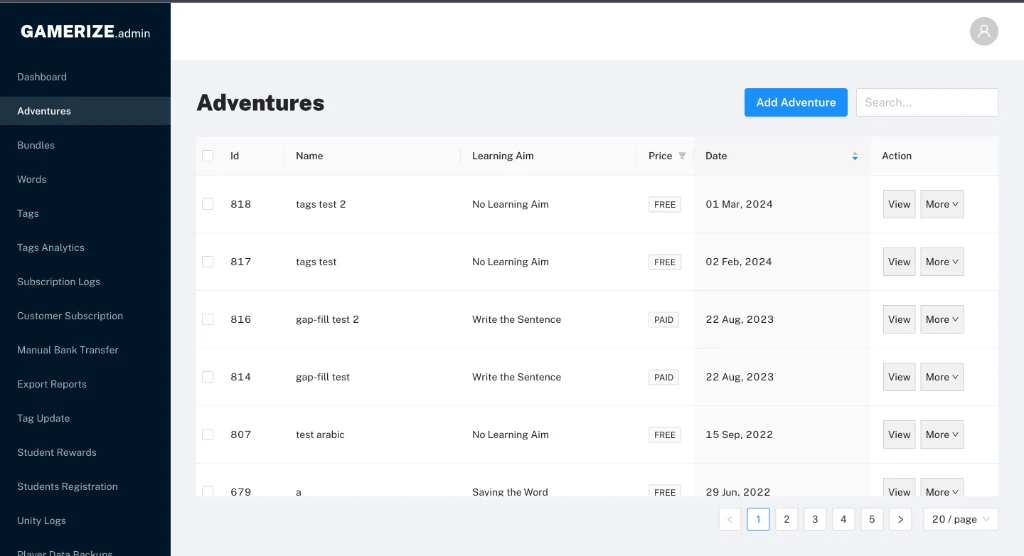 GAMERIZE.admin
Dashboard
Adventures
Bundles
Words
Tags
Tags Analytics
Subscription Logs
Customer Subscription
Manual Bank Transfer
Export Reports
Tag Update
Student Rewards
Students Registration
Unity Logs
Player Data Backups
Adventures
Add Adventure
Search...
Id Name Learning Aim Price Date Action
818 tags test 2 No Learning Aim FREE 01 Mar, 2024 View More
817 tags test No Learning Aim FREE 02 Feb, 2024 View More
816 gap-fill test 2 Write the Sentence PAID 22 Aug, 2023 View More
814 gap-fill test Write the Sentence PAID 22 Aug, 2023 View More
807 test arabic No Learning Aim FREE 15 Sep, 2022 View More
679 a Saying the Word FREE 29 Jun, 2022 View More
< 1 2 3 4 5 > 20 / page